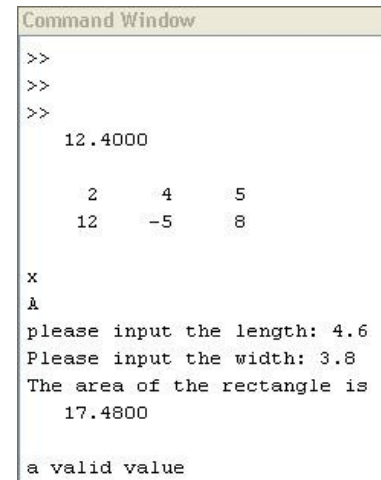 Command Window
>>
>>
>>
12.4000
2 4 5
12 -5 8
x
A
please input the length: 4.6
Please input the width: 3.8
The area of the rectangle is
17.4800
a valid value